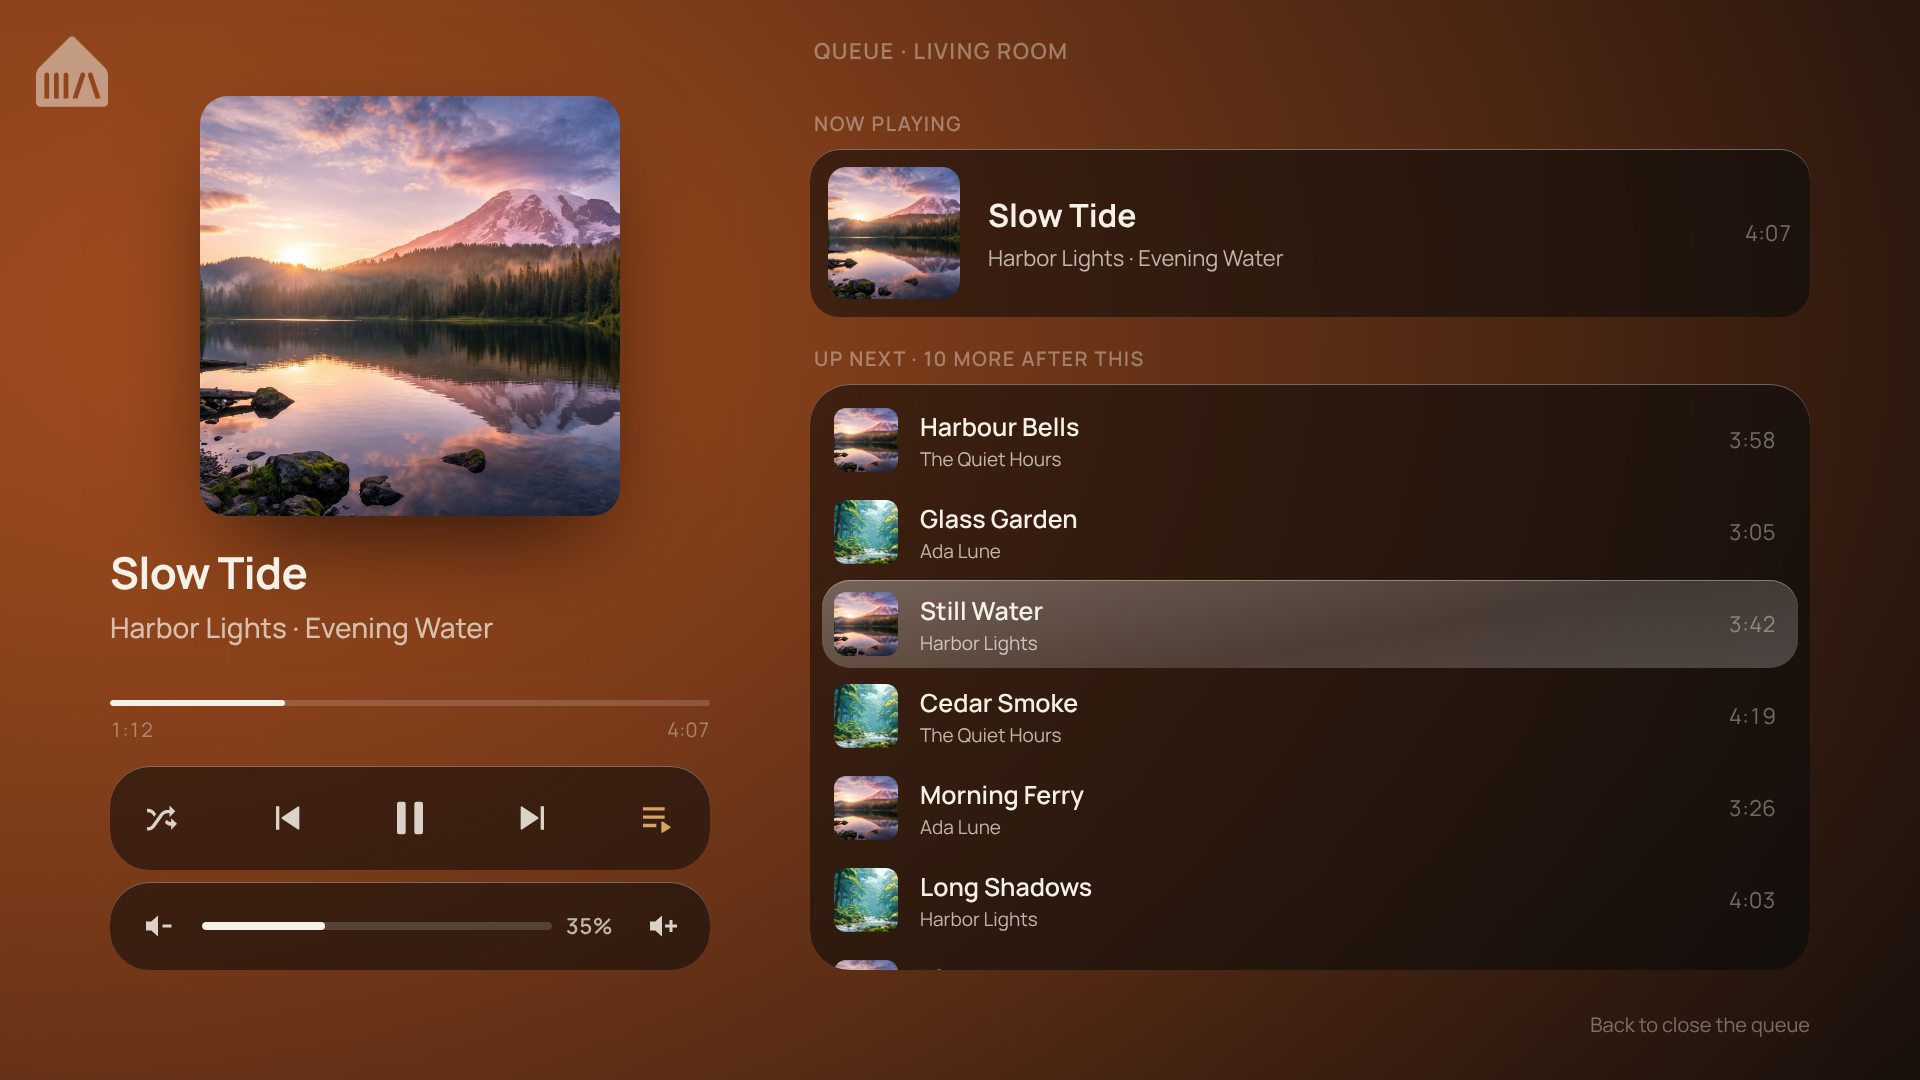 QUEUE · LIVING ROOM
NOW PLAYING
Slow Tide
Harbor Lights · Evening Water
4:07
UP NEXT · 10 MORE AFTER THIS
Harbour Bells
The Quiet Hours
3:58
Glass Garden
Ada Lune
3:05
Still Water
Harbor Lights
3:42
Cedar Smoke
The Quiet Hours
4:19
Morning Ferry
Ada Lune
3:26
Long Shadows
Harbor Lights
4:03
Slow Tide
Harbor Lights · Evening Water
1:12
4:07
35%
Back to close the queue